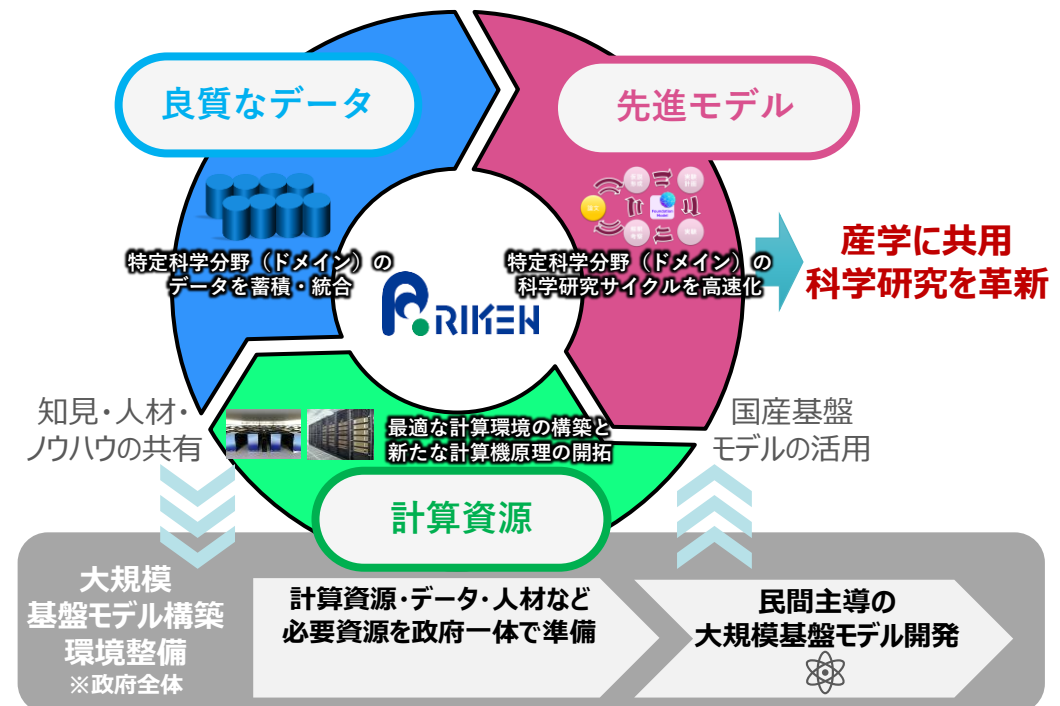 良質なデータ
先進モデル
特定科学分野（ドメイン）の
データを蓄積・統合
特定科学分野（ドメイン）の
科学研究サイクルを高速化
Foundation
Model
産学に共用
科学研究を革新
RIKEN
知見・人材・
ノウハウの共有
最適な計算環境の構築と
新たな計算機原理の開拓
国産基盤
モデルの活用
計算資源
大規模
基盤モデル構築
環境整備
※政府全体
計算資源・データ・人材など
必要資源を政府一体で準備
民間主導の
大規模基盤モデル開発